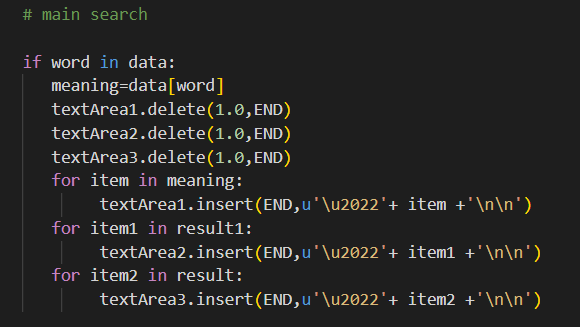 # main search
if word in data:
meaning=data[word]
textArea1.delete(1.0,END)
textArea2.delete(1.0,END)
textArea3.delete(1.0,END)
for item in meaning:
textArea1.insert(END,u'\u2022'+ item +'\n\n')
for item1 in result1:
textArea2.insert(END,u'\u2022'+ item1 +'\n\n')
for item2 in result:
textArea3.insert(END,u'\u2022'+ item2 +'\n\n')